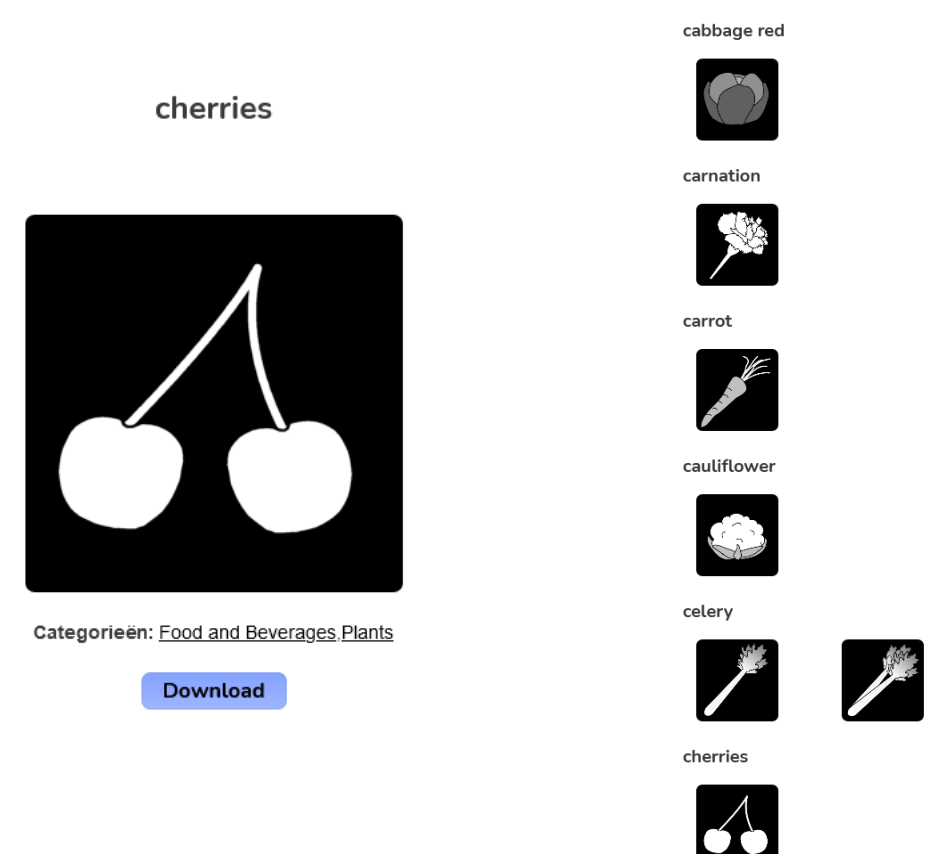 cherries
Categorieën: Food and Beverages,Plants
Download
cabbage red
carnation
carrot
cauliflower
celery
cherries